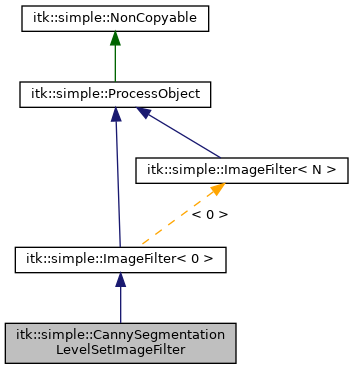 itk::simple::NonCopyable
itk::simple::ProcessObject
itk::simple::ImageFilter< N >
< 0 >
itk::simple::ImageFilter< 0 >
itk::simple::CannySegmentation
LevelSetImageFilter